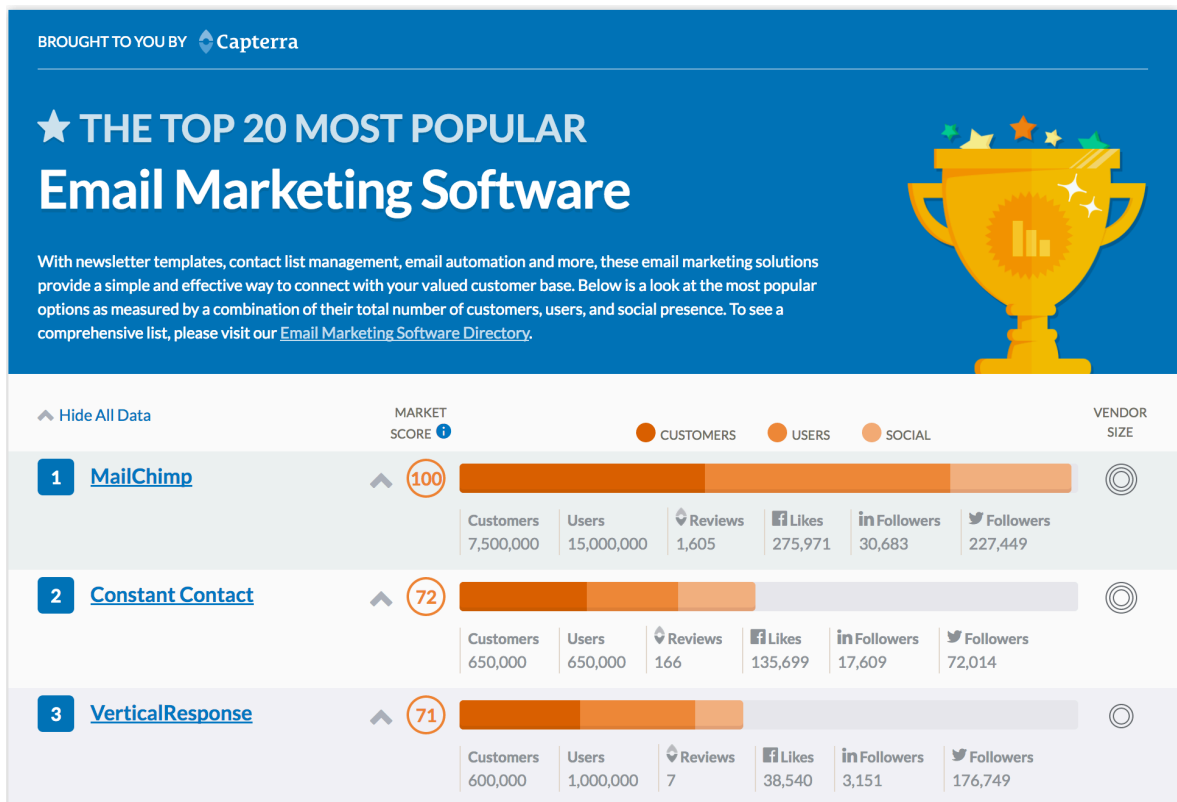 BROUGHT TO YOU BY Capterra
THE TOP 20 MOST POPULAR
Email Marketing Software
With newsletter templates, contact list management, email automation and more, these email marketing solutions
provide a simple and effective way to connect with your valued customer base. Below is a look at the most popular
options as measured by a combination of their total number of customers, users, and social presence. To see a
comprehensive list, please visit our Email Marketing Software Directory.
Hide All Data
MARKET
SCORE i
CUSTOMERS USERS SOCIAL
VENDOR
SIZE
1 MailChimp 100
Customers Users Reviews Likes in Followers Followers
7,500,000 15,000,000 1,605 275,971 30,683 227,449
2 Constant Contact 72
Customers Users Reviews Likes in Followers Followers
650,000 650,000 166 135,699 17,609 72,014
3 VerticalResponse 71
Customers Users Reviews Likes in Followers Followers
600,000 1,000,000 7 38,540 3,151 176,749